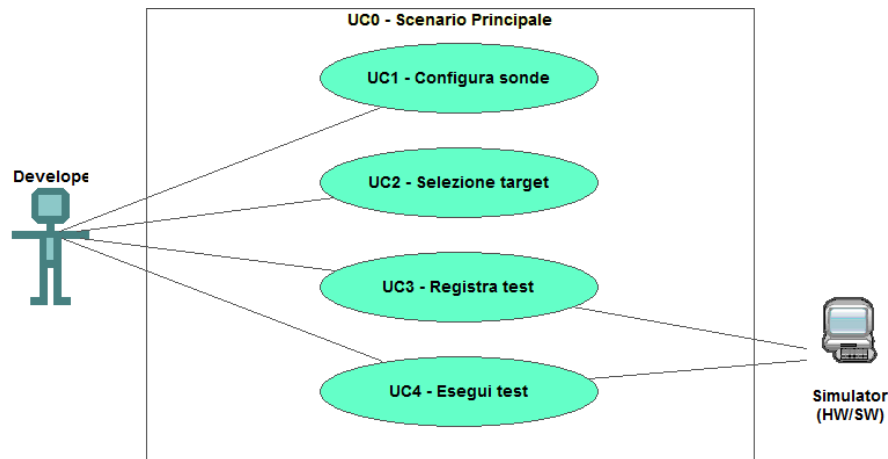 UC0 - Scenario Principale
UC1 - Configura sonde
Develope
UC2 - Selezione target
UC3 - Registra test
UC4 - Esegui test
Simulator
(HW/SW)